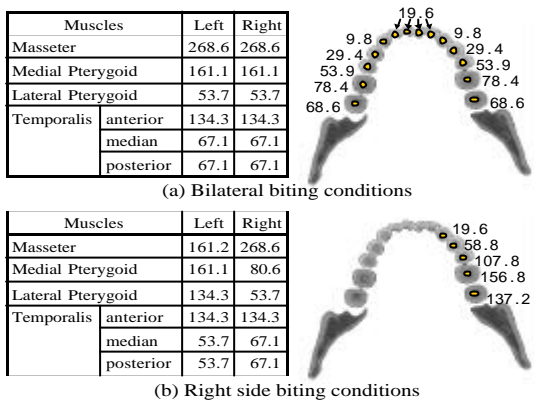 Muscles Left Right
Masseter 268.6 268.6
Medial Pterygoid 161.1 161.1
Lateral Pterygoid 53.7 53.7
Temporalis anterior 134.3 134.3
median 67.1 67.1
posterior 67.1 67.1
19.6
9.8 9.8
29.4 29.4
53.9 53.9
78.4 78.4
68.6 68.6
(a) Bilateral biting conditions
Muscles Left Right
Masseter 161.2 268.6
Medial Pterygoid 161.1 80.6
Lateral Pterygoid 134.3 53.7
Temporalis anterior 134.3 134.3
median 53.7 67.1
posterior 53.7 67.1
19.6
58.8
107.8
156.8
137.2
(b) Right side biting conditions